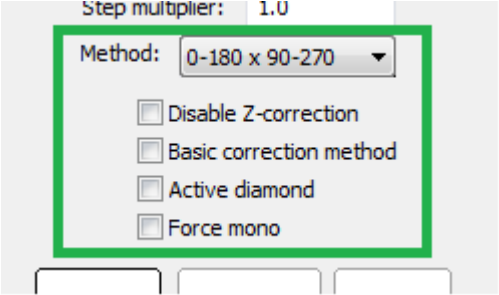 Step multiplier: 1.0
Method: 0-180 x 90-270
Disable Z-correction
Basic correction method
Active diamond
Force mono